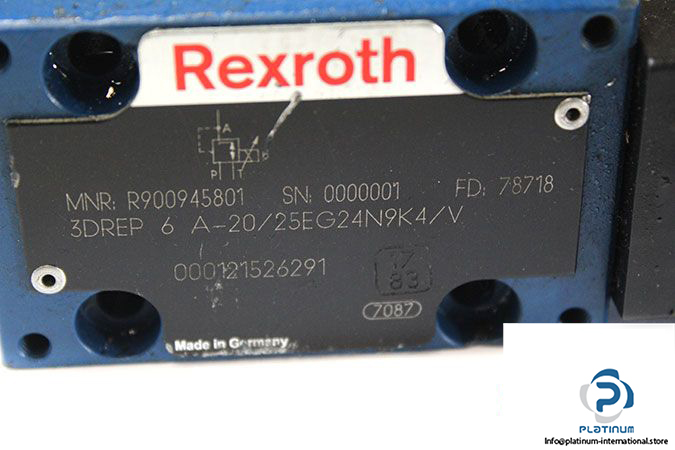 Rexroth
A
P T
MNR: R900945801 SN: 0000001 FD: 78718
3DREP 6 A-20/25EG24N9K4/V
000121526291
17
83
7087
Made in Germany
PLATINUM
Info@platinum-international.store